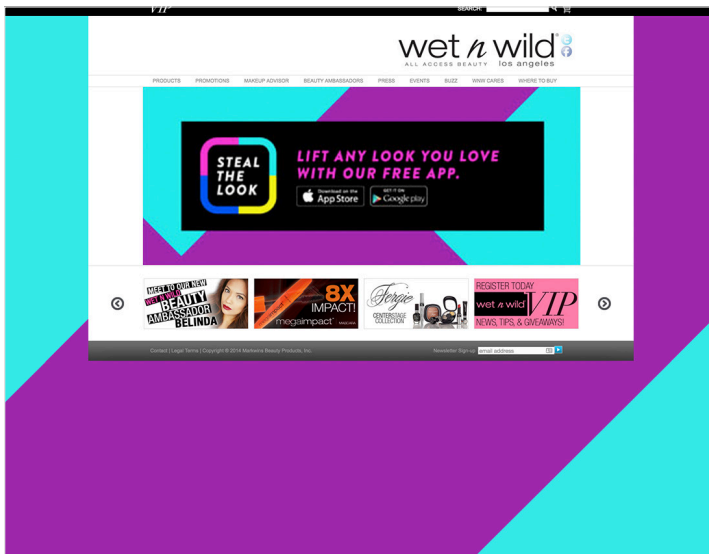 VIP SEARCH:
wet n wild®
ALL ACCESS BEAUTY los angeles
PRODUCTS PROMOTIONS MAKEUP ADVISOR BEAUTY AMBASSADORS PRESS EVENTS BUZZ WNW CARES WHERE TO BUY
STEAL
THE
LOOK
LIFT ANY LOOK YOU LOVE
WITH OUR FREE APP.
Download on the
App Store
GET IT ON
Google play
MEET TO OUR NEW
WET N WILD
BEAUTY
AMBASSADOR
BELINDA
8X
IMPACT!
megaimpact™ MASCARA
Fergie
CENTERSTAGE
COLLECTION
REGISTER TODAY
wet n wild VIP
NEWS, TIPS, & GIVEAWAYS!
Contact | Legal Terms | Copyright © 2014 Markwins Beauty Products, Inc. Newsletter Sign-up email address